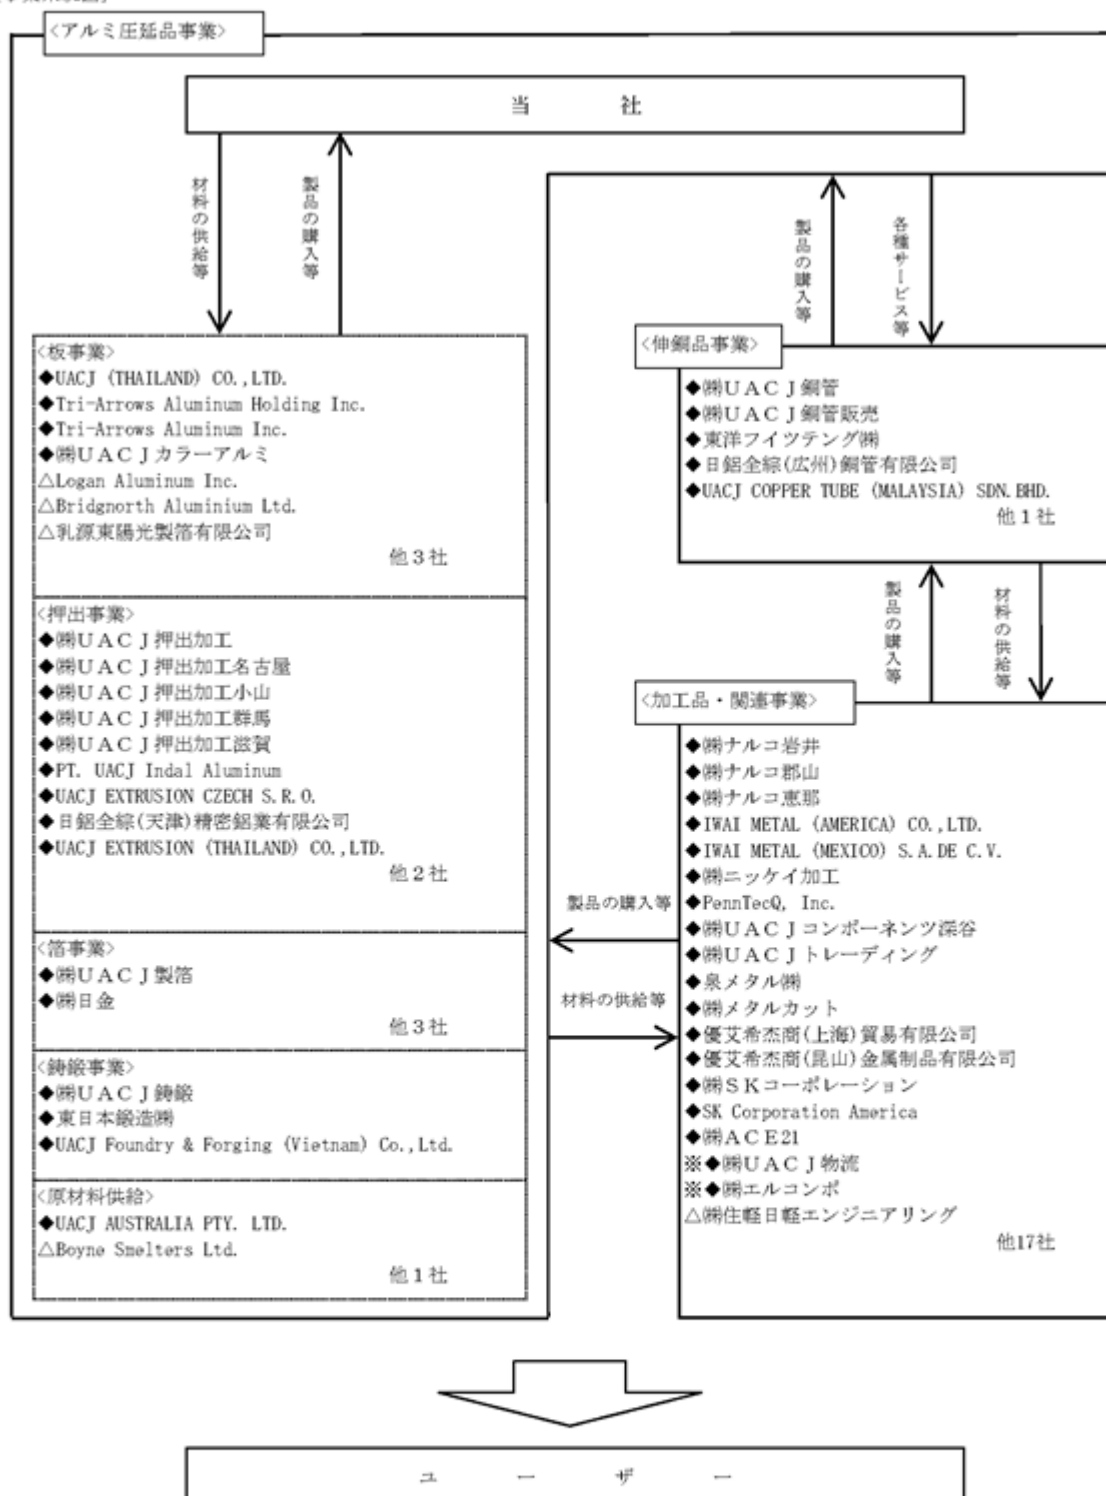 <アルミ圧延品事業>
当　　　社
材料の供給等
製品の購入等
製品の購入等
各種サービス等
<板事業>
◆UACJ (THAILAND) CO.,LTD.
◆Tri-Arrows Aluminum Holding Inc.
◆Tri-Arrows Aluminum Inc.
◆㈱ＵＡＣＪカラーアルミ
△Logan Aluminum Inc.
△Bridgnorth Aluminium Ltd.
△乳源東陽光製箔有限公司
他３社
<押出事業>
◆㈱ＵＡＣＪ押出加工
◆㈱ＵＡＣＪ押出加工名古屋
◆㈱ＵＡＣＪ押出加工小山
◆㈱ＵＡＣＪ押出加工群馬
◆㈱ＵＡＣＪ押出加工滋賀
◆PT. UACJ Indal Aluminum
◆UACJ EXTRUSION CZECH S.R.O.
◆日鋁全綜(天津)精密鋁業有限公司
◆UACJ EXTRUSION (THAILAND) CO.,LTD.
他２社
<箔事業>
◆㈱ＵＡＣＪ製箔
◆㈱日金
他３社
<鋳鍛事業>
◆㈱ＵＡＣＪ鋳鍛
◆東日本鍛造㈱
◆UACJ Foundry & Forging (Vietnam) Co.,Ltd.
<原材料供給>
◆UACJ AUSTRALIA PTY. LTD.
△Boyne Smelters Ltd.
他１社
<伸銅品事業>
◆㈱ＵＡＣＪ銅管
◆㈱ＵＡＣＪ銅管販売
◆東洋フイツテング㈱
◆日鋁全綜(広州)銅管有限公司
◆UACJ COPPER TUBE (MALAYSIA) SDN.BHD.
他１社
製品の購入等
材料の供給等
<加工品・関連事業>
◆㈱ナルコ岩井
◆㈱ナルコ郡山
◆㈱ナルコ恵那
◆IWAI METAL (AMERICA) CO.,LTD.
◆IWAI METAL (MEXICO) S.A.DE C.V.
◆㈱ニッケイ加工
◆PennTecQ, Inc.
◆㈱ＵＡＣＪコンポーネンツ深谷
◆㈱ＵＡＣＪトレーディング
◆泉メタル㈱
◆㈱メタルカット
◆優艾希杰商(上海)貿易有限公司
◆優艾希杰商(昆山)金属制品有限公司
◆㈱ＳＫコーポレーション
◆SK Corporation America
◆㈱ＡＣＥ21
※◆㈱ＵＡＣＪ物流
※◆㈱エルコンポ
△㈱住軽日軽エンジニアリング
他17社
製品の購入等
材料の供給等
ユ　ー　ザ　ー